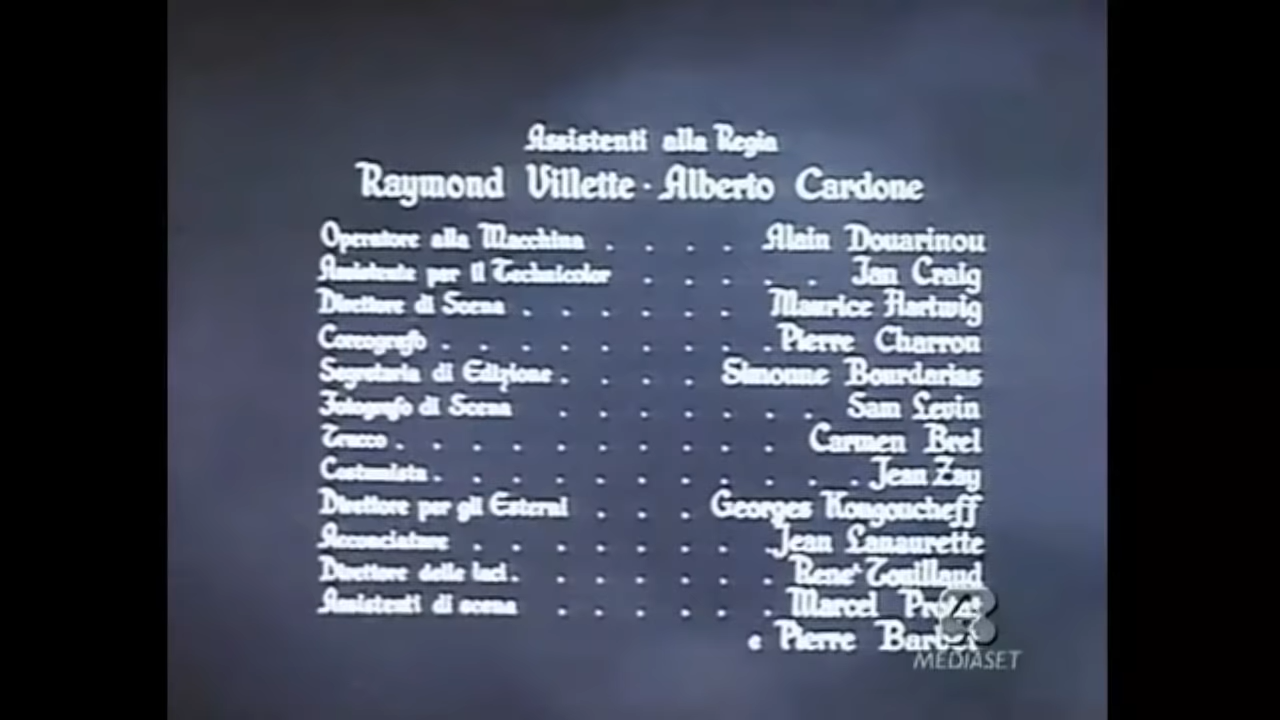 Assistenti alla Regia
Raymond Villette · Alberto Cardone
Operatore alla Macchina . . . . Alain Douarinou
Assistente per il Technicolor . . . . . Jan Craig
Direttore di Scena . . . . . . Maurice Hartwig
Coreografo . . . . . . . . . Pierre Charron
Segretaria di Edizione . . . . Simonne Bourdarias
Fotografo di Scena . . . . . . . Sam Levin
Trucco . . . . . . . . . . Carmen Brel
Costumista . . . . . . . . . . . Jean Zay
Direttore per gli Esterni . . . Georges Kougoucheff
Acconciature . . . . . . . . Jean Lanaurette
Direttore delle luci . . . . . . . Rene' Touillaud
Assistenti di scena . . . . . . Marcel
e Pierre
4
MEDIASET